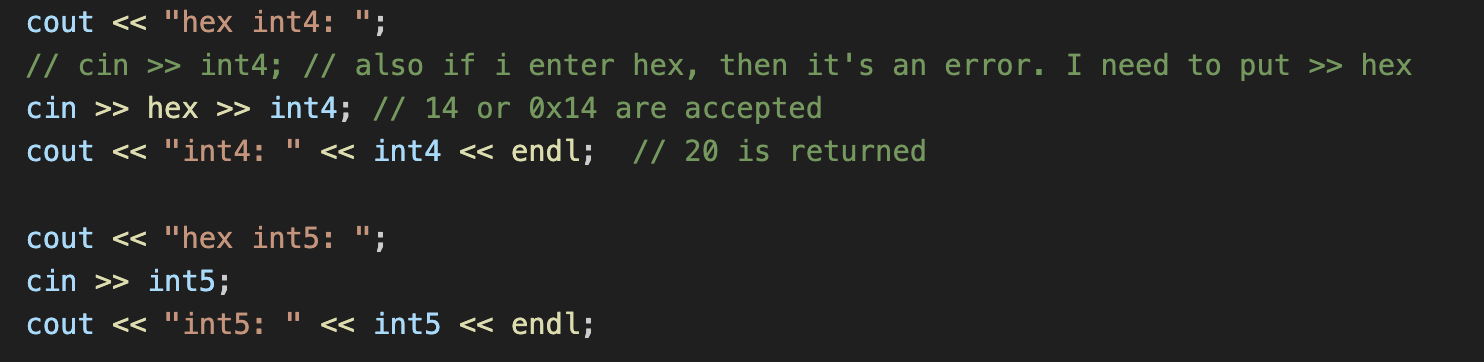 cout << "hex int4: ";
// cin >> int4; // also if i enter hex, then it's an error. I need to put >> hex
cin >> hex >> int4; // 14 or 0x14 are accepted
cout << "int4: " << int4 << endl;  // 20 is returned
cout << "hex int5: ";
cin >> int5;
cout << "int5: " << int5 << endl;